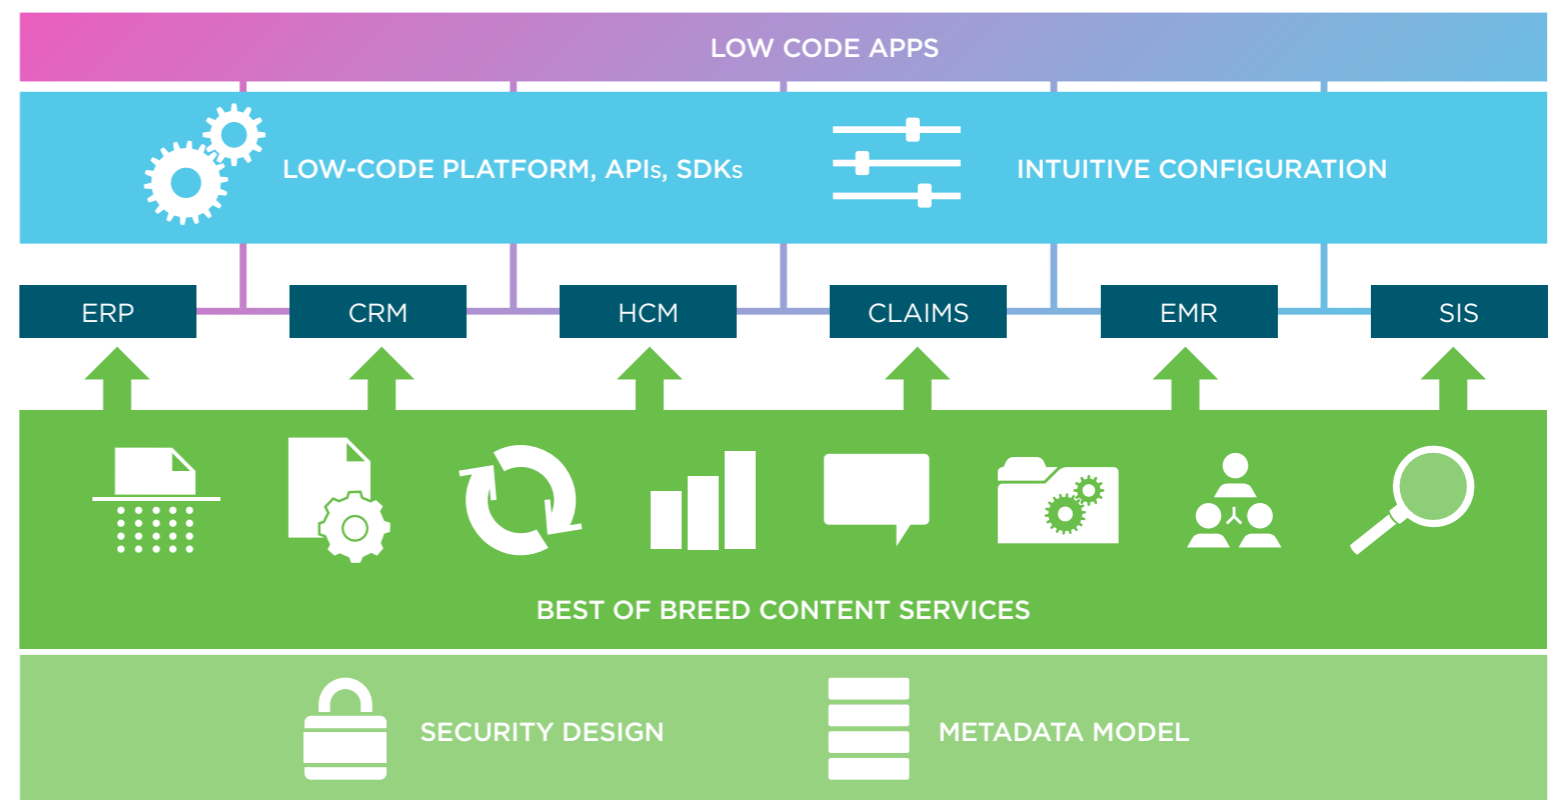 LOW CODE APPS
LOW-CODE PLATFORM, APIs, SDKs
INTUITIVE CONFIGURATION
ERP
CRM
HCM
CLAIMS
EMR
SIS
BEST OF BREED CONTENT SERVICES
SECURITY DESIGN
METADATA MODEL